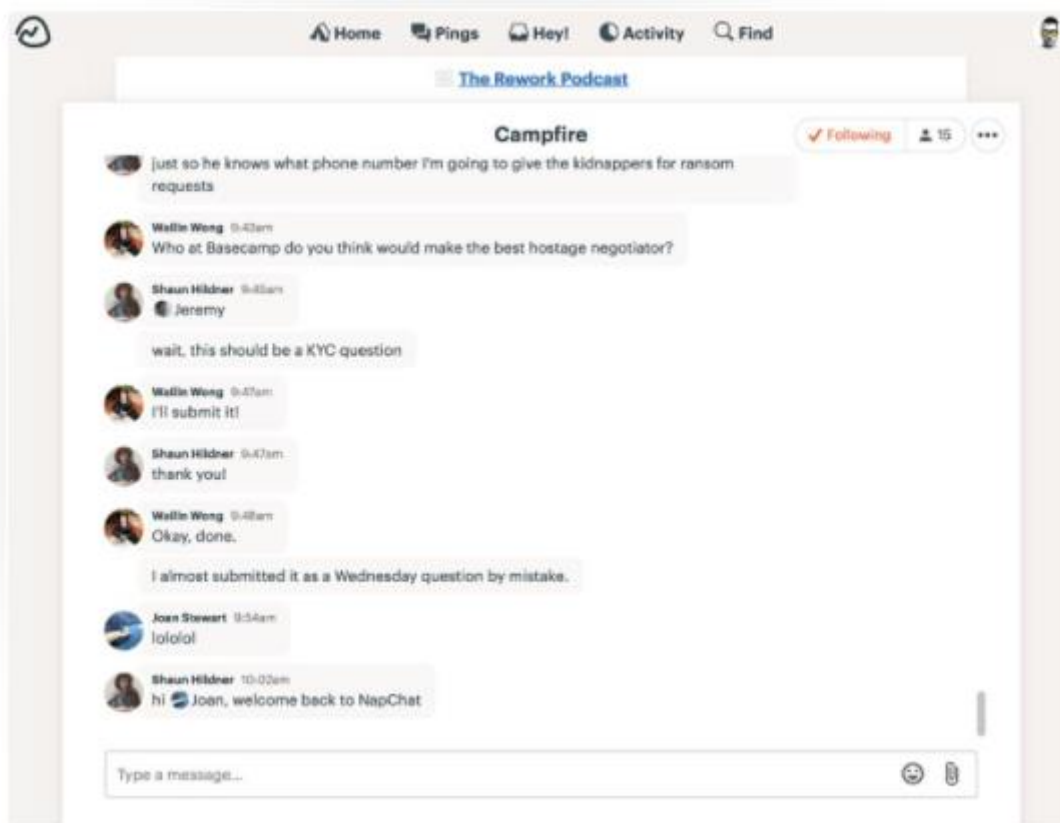 Home Pings Hey! Activity Find
The Rework Podcast
Campfire
Following 15
just so he knows what phone number I'm going to give the kidnappers for ransom
requests
Wailin Wong 9:43am
Who at Basecamp do you think would make the best hostage negotiator?
Shaun Hildner 9:45am
Jeremy
wait, this should be a KYC question
Wailin Wong 9:47am
I'll submit it!
Shaun Hildner 9:47am
thank you!
Wailin Wong 9:48am
Okay, done.
I almost submitted it as a Wednesday question by mistake.
Joan Stewart 9:54am
lololol
Shaun Hildner 10:02am
hi Joan, welcome back to NapChat
Type a message...